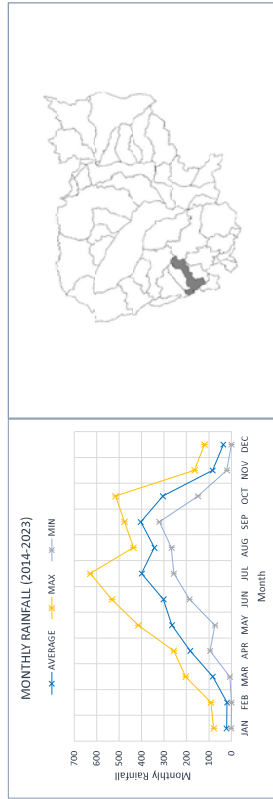 MONTHLY RAINFALL (2014-2023)
AVERAGE MAX MIN
700
600
500
400
300
200
100
0
Monthly Rainfall
JAN FEB MAR APR MAY JUN JUL AUG SEP OCT NOV DEC
Month